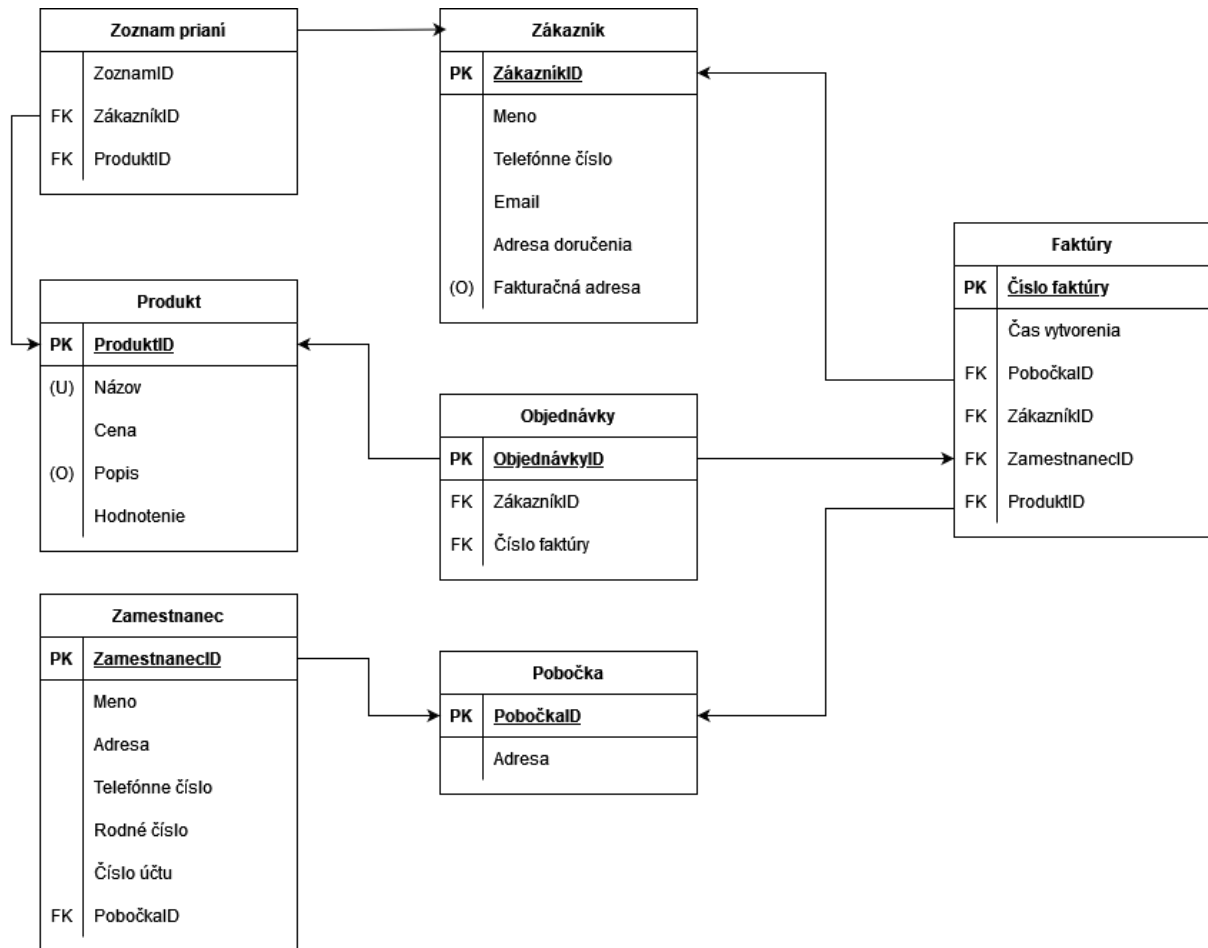 Zoznam prianí
ZoznamID
FK ZákazníkID
FK ProduktID
Zákazník
PK ZákazníkID
Meno
Telefónne číslo
Email
Adresa doručenia
(O) Fakturačná adresa
Faktúry
PK Číslo faktúry
Čas vytvorenia
FK PobočkaID
FK ZákazníkID
FK ZamestnanecID
FK ProduktID
Produkt
PK ProduktID
(U) Názov
Cena
(O) Popis
Hodnotenie
Objednávky
PK ObjednávkyID
FK ZákazníkID
FK Číslo faktúry
Zamestnanec
PK ZamestnanecID
Meno
Adresa
Telefónne číslo
Rodné číslo
Číslo účtu
FK PobočkaID
Pobočka
PK PobočkaID
Adresa